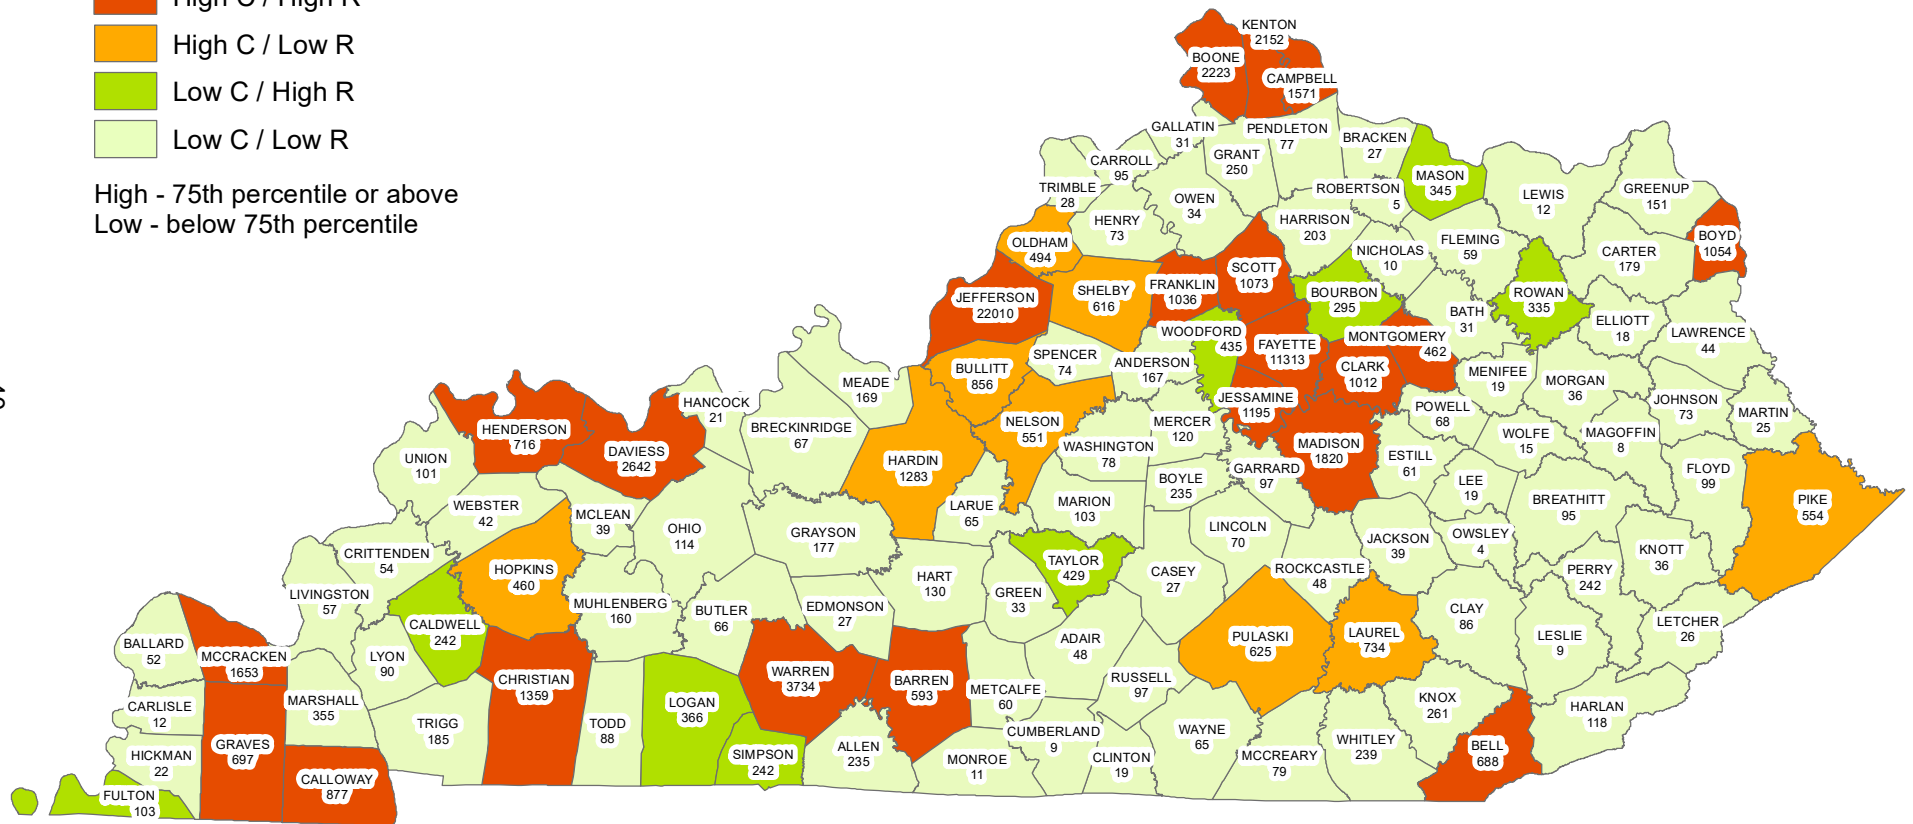 High C / High R
High C / Low R
Low C / High R
Low C / Low R
High - 75th percentile or above
Low - below 75th percentile
KENTON
2152
BOONE
2223
CAMPBELL
1571
GALLATIN
31
PENDLETON
77
BRACKEN
27
CARROLL
95
GRANT
250
MASON
345
TRIMBLE
28
OWEN
34
ROBERTSON
5
LEWIS
12
GREENUP
151
HENRY
73
HARRISON
203
OLDHAM
494
NICHOLAS
10
FLEMING
59
CARTER
179
BOYD
1054
JEFFERSON
22010
SHELBY
616
FRANKLIN
1036
SCOTT
1073
BOURBON
295
BATH
31
ROWAN
335
ELLIOTT
18
LAWRENCE
44
WOODFORD
435
FAYETTE
11313
MONTGOMERY
462
BULLITT
856
SPENCER
74
ANDERSON
167
CLARK
1012
MENIFEE
19
MORGAN
36
JOHNSON
73
MARTIN
25
MEADE
169
HANCOCK
21
BRECKINRIDGE
67
NELSON
551
JESSAMINE
1195
POWELL
68
WOLFE
15
MAGOFFIN
8
HENDERSON
716
DAVIESS
2642
UNION
101
HARDIN
1283
WASHINGTON
78
MERCER
120
MADISON
1820
ESTILL
61
GARRARD
97
LEE
19
FLOYD
99
PIKE
554
WEBSTER
42
MCLEAN
39
OHIO
114
GRAYSON
177
LARUE
65
MARION
103
BOYLE
235
LINCOLN
70
JACKSON
39
OWSLEY
4
BREATHITT
95
KNOTT
36
CRITTENDEN
54
HOPKINS
460
HART
130
TAYLOR
429
CASEY
27
ROCKCASTLE
48
PERRY
242
LIVINGSTON
57
CALDWELL
242
MUHLENBERG
160
BUTLER
66
EDMONSON
27
GREEN
33
ADAIR
48
PULASKI
625
LAUREL
734
CLAY
86
LESLIE
9
LETCHER
26
BALLARD
52
MCCRACKEN
1653
LYON
90
CHRISTIAN
1359
WARREN
3734
BARREN
593
METCALFE
60
RUSSELL
97
KNOX
261
HARLAN
118
CARLISLE
12
MARSHALL
355
TRIGG
185
TODD
88
LOGAN
366
SIMPSON
242
ALLEN
235
MONROE
11
CUMBERLAND
9
CLINTON
19
WAYNE
65
MCCREARY
79
WHITLEY
239
BELL
688
HICKMAN
22
GRAVES
697
CALLOWAY
877
FULTON
103